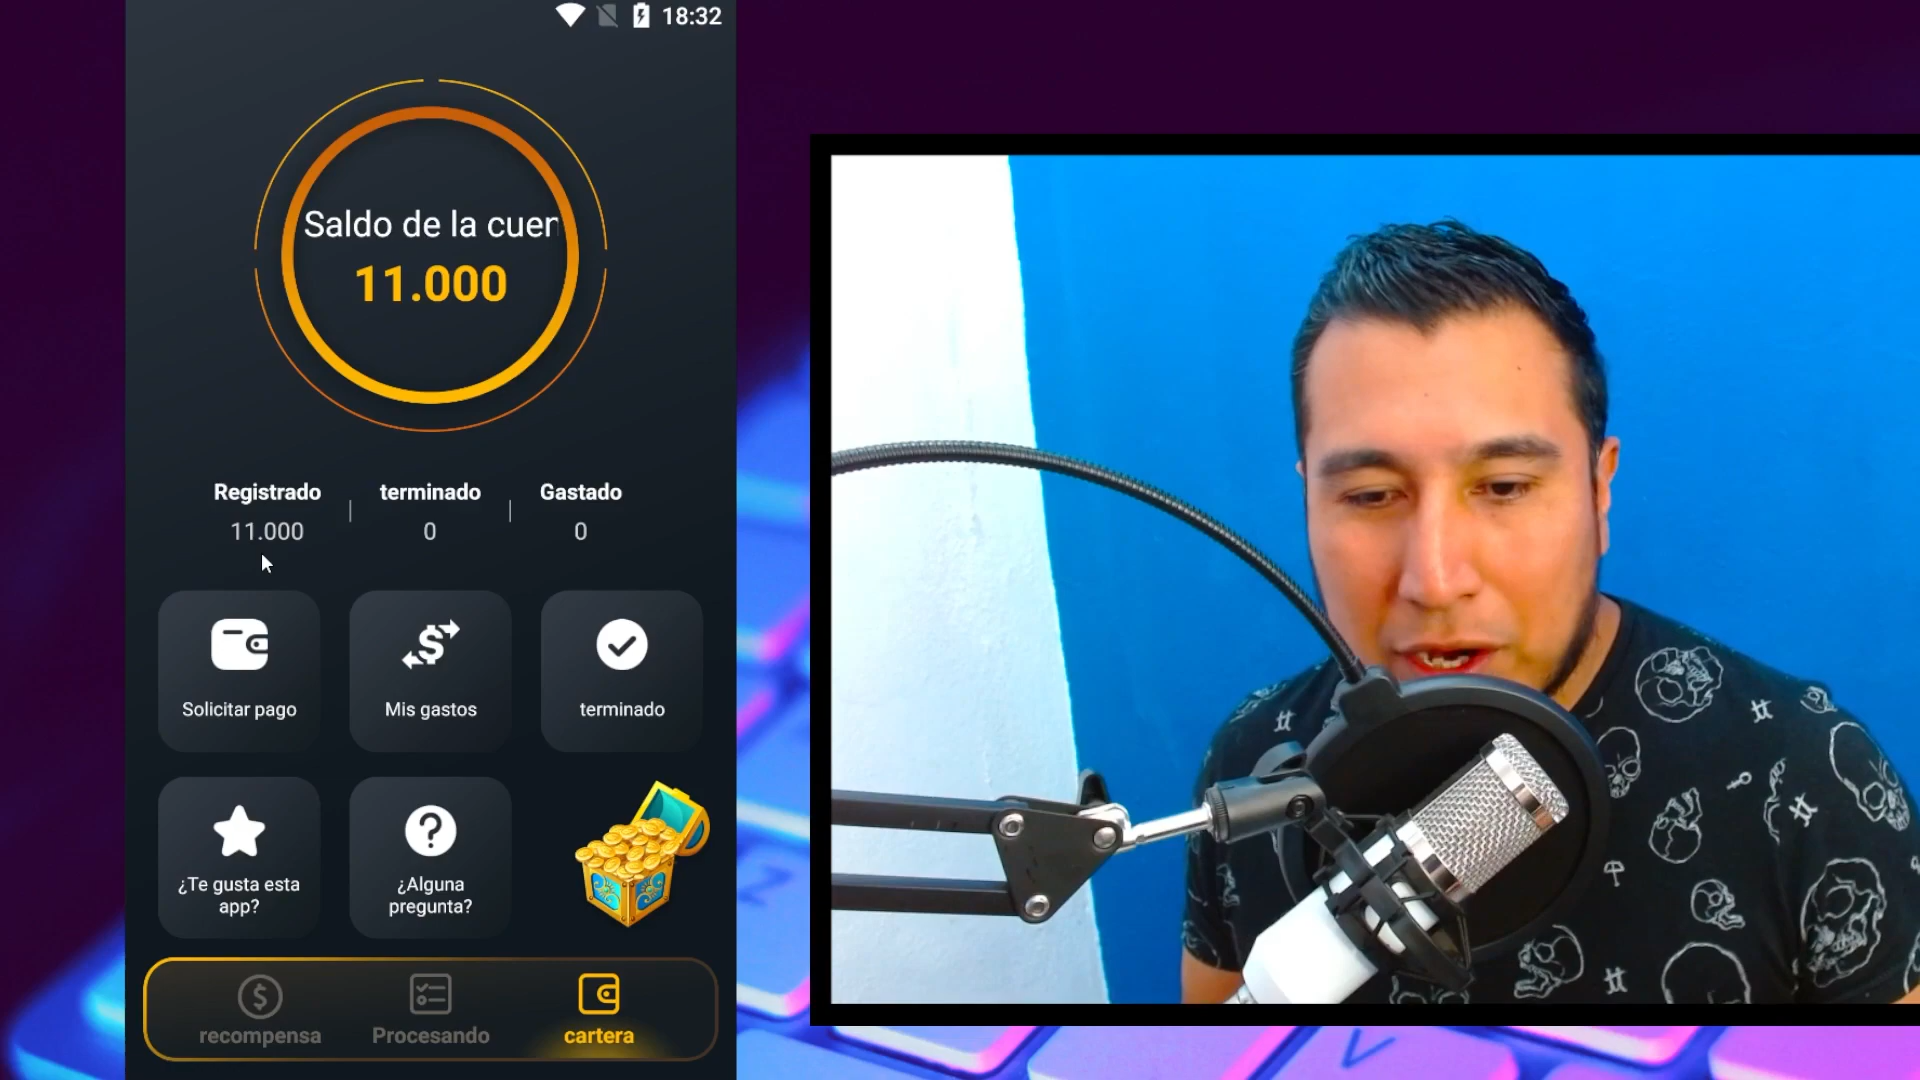 18:32
Saldo de la cuen
11.000
Registrado
terminado
Gastado
11.000
0
0
Solicitar pago
Mis gastos
terminado
¿Te gusta esta
app?
¿Alguna
pregunta?
recompensa
Procesando
cartera